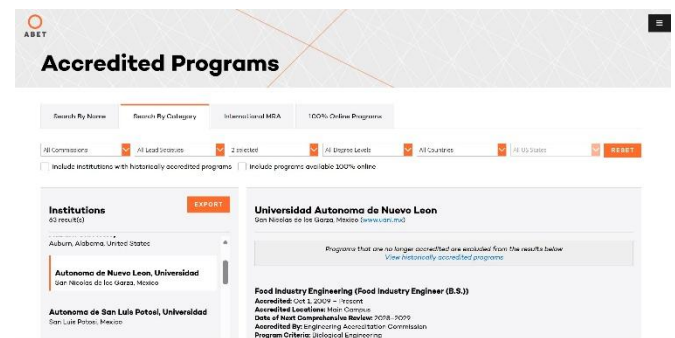 ABET
Accredited Programs
Search By Name
Search By Category
International MRA
100% Online Programs
All Commissions
All Lead Societies
2 selected
All Degree Levels
All Countries
All US States
RESET
Include institutions with historically accredited programs
Include programs available 100% online
Institutions
EXPORT
63 result(s)
Auburn, Alabama, United States
Autonoma de Nuevo Leon, Universidad
San Nicolas de los Garza, Mexico
Autonoma de San Luis Potosi, Universidad
San Luis Potosi, Mexico
Universidad Autonoma de Nuevo Leon
San Nicolas de los Garza, Mexico (www.uanl.mx)
Programs that are no longer accredited are excluded from the results below
View historically accredited programs
Food Industry Engineering (Food Industry Engineer (B.S.))
Accredited: Oct 1, 2009 – Present
Accredited Locations: Main Campus
Date of Next Comprehensive Review: 2028-2029
Accredited By: Engineering Accreditation Commission
Program Criteria: Biological Engineering